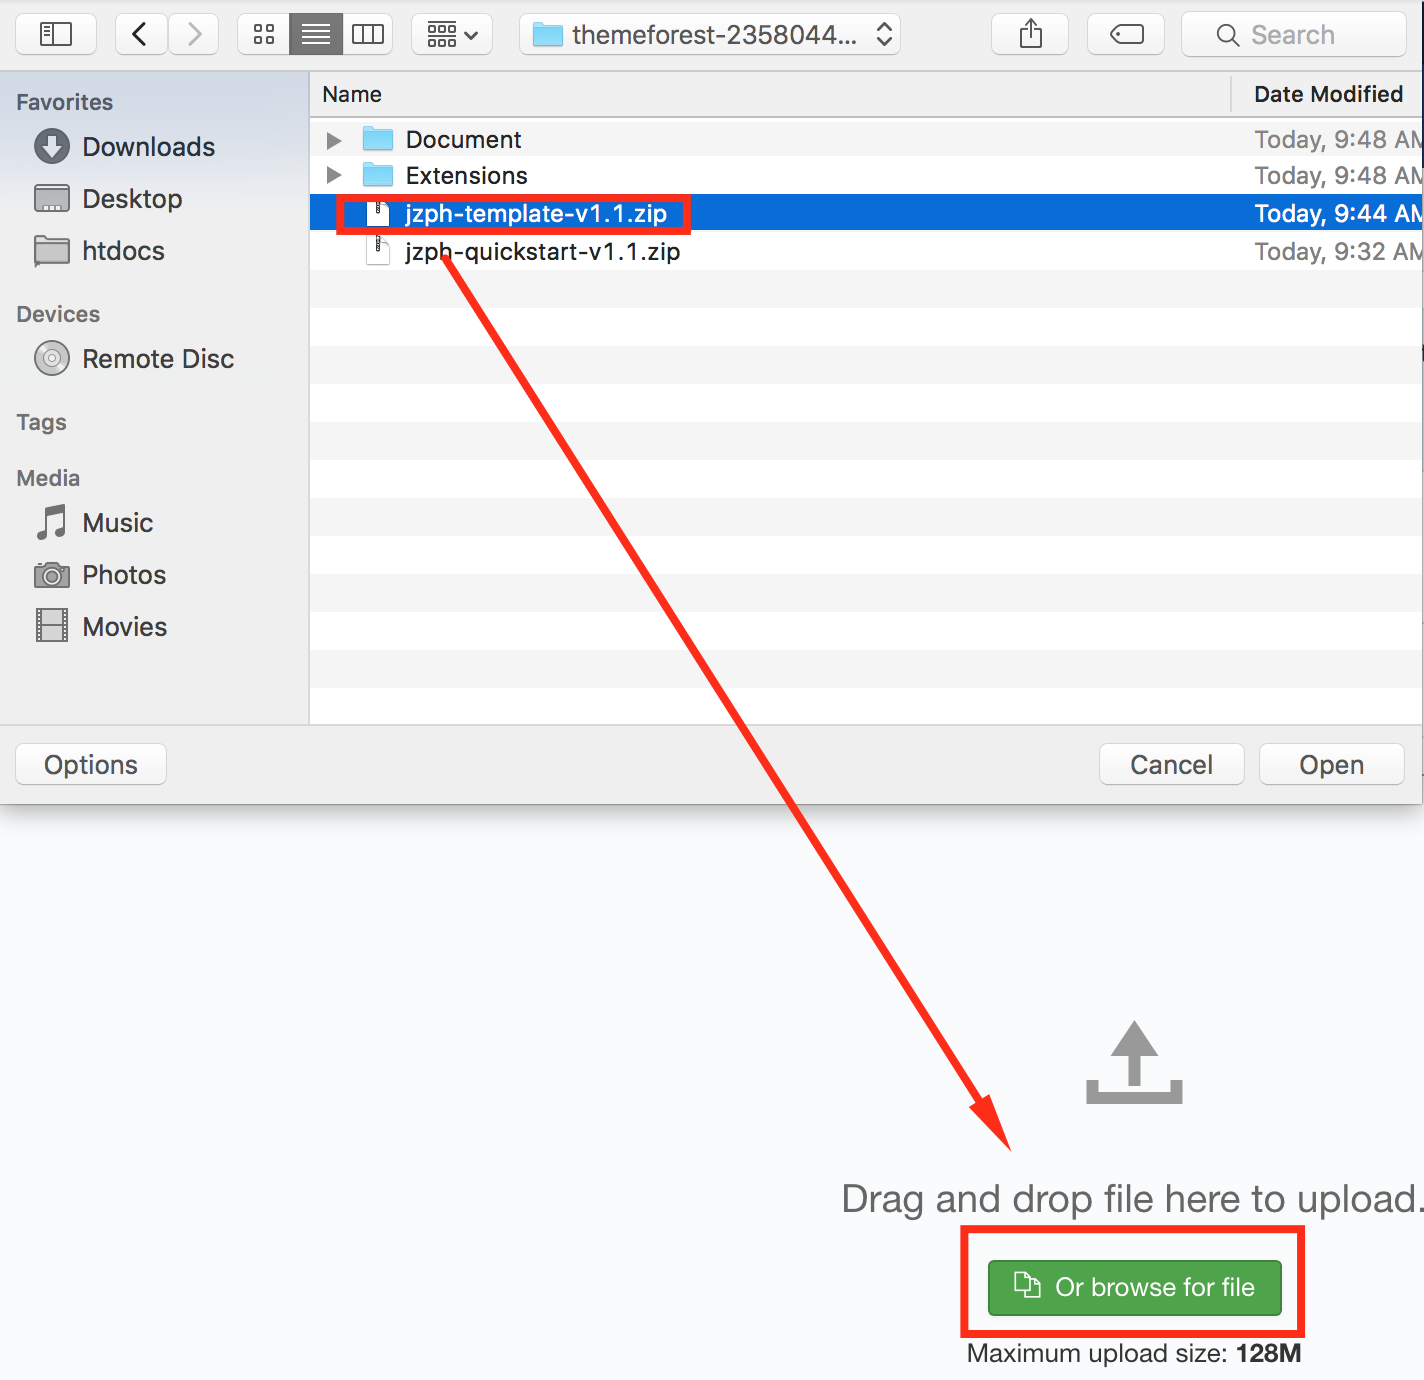 themeforest-2358044... Search
Favorites
Downloads
Desktop
htdocs
Devices
Remote Disc
Tags
Media
Music
Photos
Movies
Name Date Modified
Document Today, 9:48 AM
Extensions Today, 9:48 AM
jzph-template-v1.1.zip Today, 9:44 AM
jzph-quickstart-v1.1.zip Today, 9:32 AM
Options Cancel Open
Drag and drop file here to upload.
Or browse for file
Maximum upload size: 128M